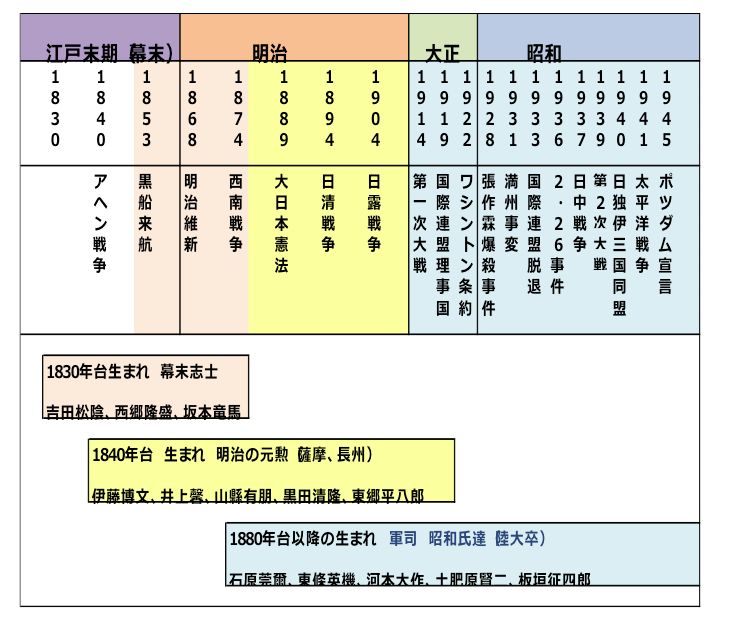 江戸末期 幕末）
明治
大正
昭和
1830
1840
1853
1868
1874
1889
1894
1904
1914
1919
1922
1928
1931
1933
1936
1937
1939
1940
1941
1945
アヘン戦争
黒船来航
明治維新
西南戦争
大日本憲法
日清戦争
日露戦争
第一次大戦
国際連盟理事国
ワシントン条約
張作霖爆殺事件
満州事変
国際連盟脱退
2・26事件
日中戦争
第2次大戦
日独伊三国同盟
太平洋戦争
ポツダム宣言
1830年台生まれ 幕末志士
吉田松陰、西郷隆盛、坂本竜馬
1840年台 生まれ 明治の元勲 薩摩、長州）
伊藤博文、井上馨、山縣有朋、黒田清隆、東郷平八郎
1880年台以降の生まれ 軍司 昭和氏達 陸大卒）
石原莞爾、東條英機、河本大作、土肥原賢二、板垣征四郎